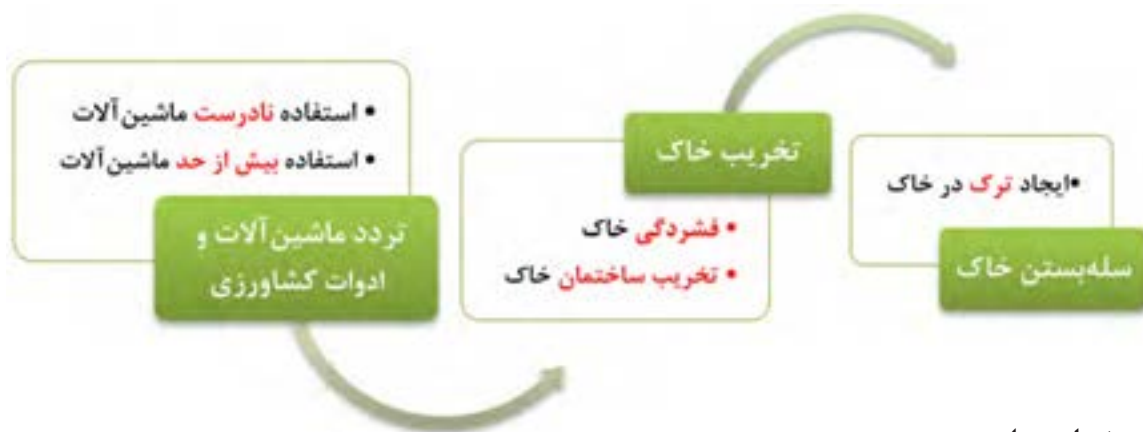 • استفاده نادرست ماشین‌آلات
• استفاده بیش از حد ماشین‌آلات
تردد ماشین‌آلات و
ادوات کشاورزی
تخریب خاک
• فشردگی خاک
• تخریب ساختمان خاک
•ایجاد ترک در خاک
سله‌بستن خاک